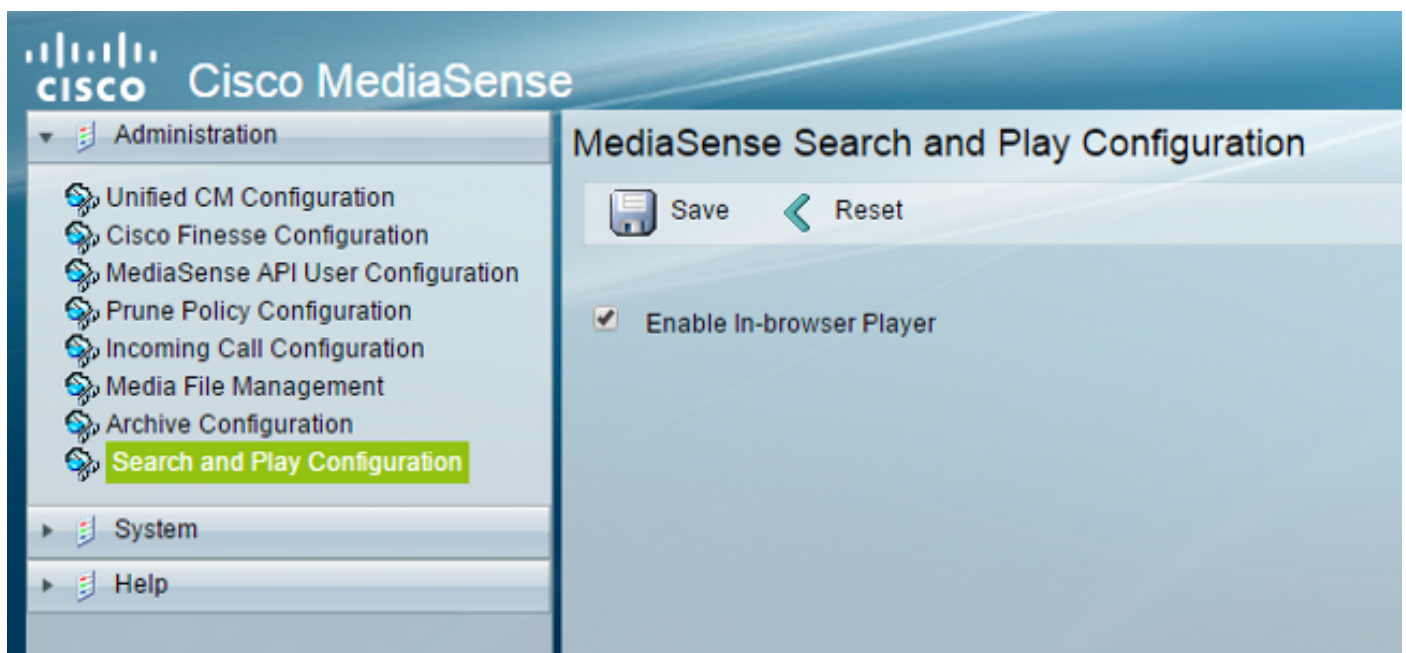 CISCO Cisco MediaSense
Administration
Unified CM Configuration
Cisco Finesse Configuration
MediaSense API User Configuration
Prune Policy Configuration
Incoming Call Configuration
Media File Management
Archive Configuration
Search and Play Configuration
System
Help
MediaSense Search and Play Configuration
Save Reset
Enable In-browser Player